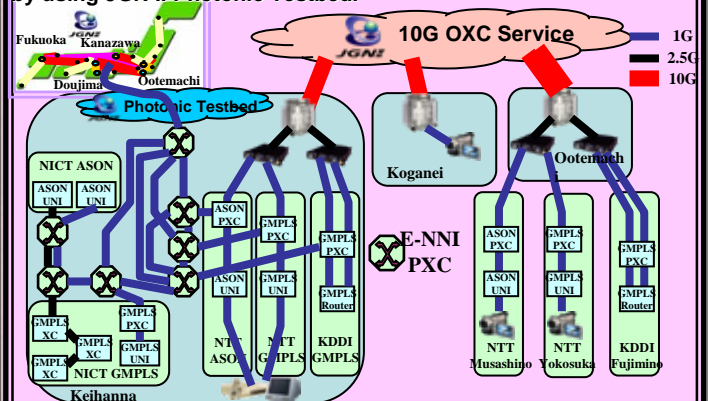 by using JGN II Photonic Testbed.
Fukuoka
Kanazawa
JGN2
Doujima
Ootemachi
JGN2
10G OXC Service
1G
2.5G
10G
Photonic Testbed
NICT ASON
ASON
UNI
ASON
UNI
Koganei
Ootemach
i
ASON
PXC
GMPLS
PXC
GMPLS
PXC
ASON
UNI
GMPLS
UNI
GMPLS
Router
E-NNI
PXC
ASON
PXC
GMPLS
PXC
GMPLS
PXC
ASON
UNI
GMPLS
UNI
GMPLS
Router
GMPLS
XC
GMPLS
XC
GMPLS
XC
GMPLS
PXC
GMPLS
UNI
NICT GMPLS
NTT
ASON
NTT
GMPLS
KDDI
GMPLS
NTT
Musashino
NTT
Yokosuka
KDDI
Fujimino
Keihanna